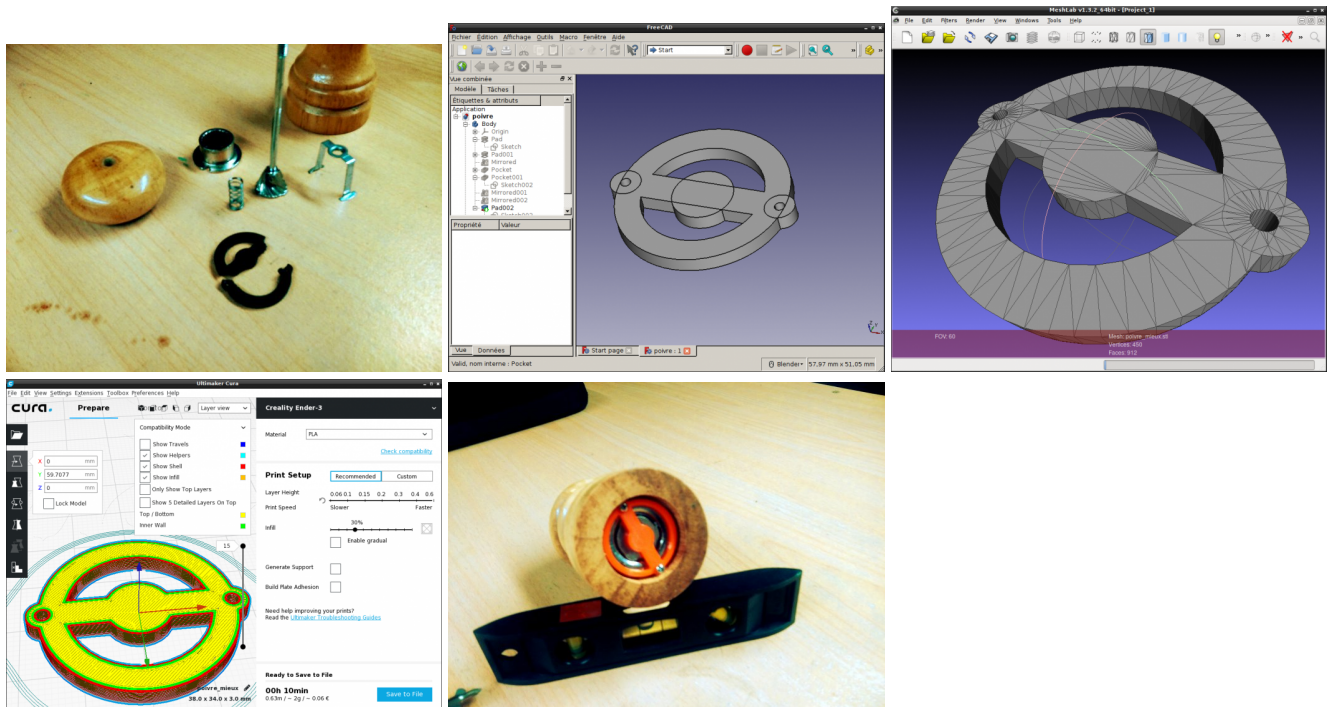 FreeCAD
Fichier Edition Affichage Outils Macro Fenêtre Aide
Start
Vue combinée
Modèle Tâches
Étiquettes & attributs
Application
poivre
Body
Origin
Pad
Sketch
Pad001
Mirrored
Pocket
Pocket001
Sketch002
Mirrored001
Mirrored002
Pad002
Propriété Valeur
Vue Données
Start page
poivre : 1
Valid, nom interne : Pocket
Blender
57.97 mm x 51.05 mm
MeshLab v1.3.2_64bit - [Project_1]
File Edit Filters Render View Windows Tools Help
FOV: 60
Mesh: poivre_mieux.stl
Vertices: 450
Faces: 912
Ultimaker Cura
File Edit View Settings Extensions Toolbox Preferences Help
cura.
Prepare
Layer view
Creality Ender-3
Compatibility Mode
Show Travels
Show Helpers
Show Shell
Show Infill
Only Show Top Layers
Show 5 Detailed Layers On Top
Top / Bottom
Inner Wall
X 0 mm
Y 59.7077 mm
Z 0 mm
Lock Model
15
Material PLA
Check compatibility
Print Setup Recommended Custom
Layer Height 0.06 0.1 0.15 0.2 0.3 0.4 0.6
Print Speed Slower Faster
Infill 30%
Enable gradual
Generate Support
Build Plate Adhesion
Need help improving your prints?
Read the Ultimaker Troubleshooting Guides
Ready to Save to File
00h 10min
0.63m / ~ 2g / ~ 0.06 €
Save to File
poivre_mieux
38.0 x 34.0 x 3.0 mm